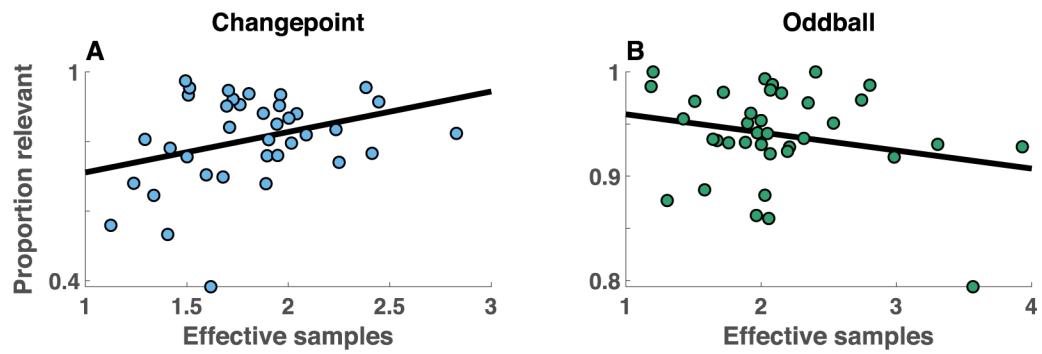 Changepoint
A
1
Proportion relevant
0.4
1 1.5 2 2.5 3
Effective samples
Oddball
B
1
0.9
0.8
1 2 3 4
Effective samples